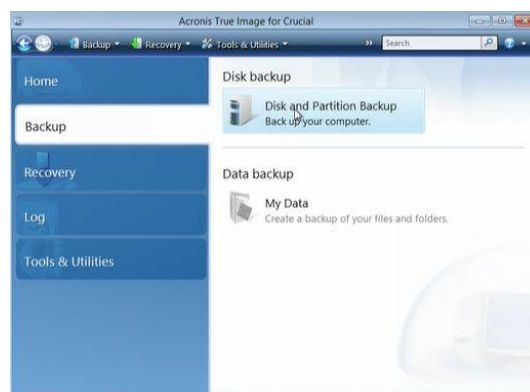 Acronis True Image for Crucial
Backup
Recovery
Tools & Utilities
»
Search
Home
Backup
Recovery
Log
Tools & Utilities
Disk backup
Disk and Partition Backup
Back up your computer.
Data backup
My Data
Create a backup of your files and folders.